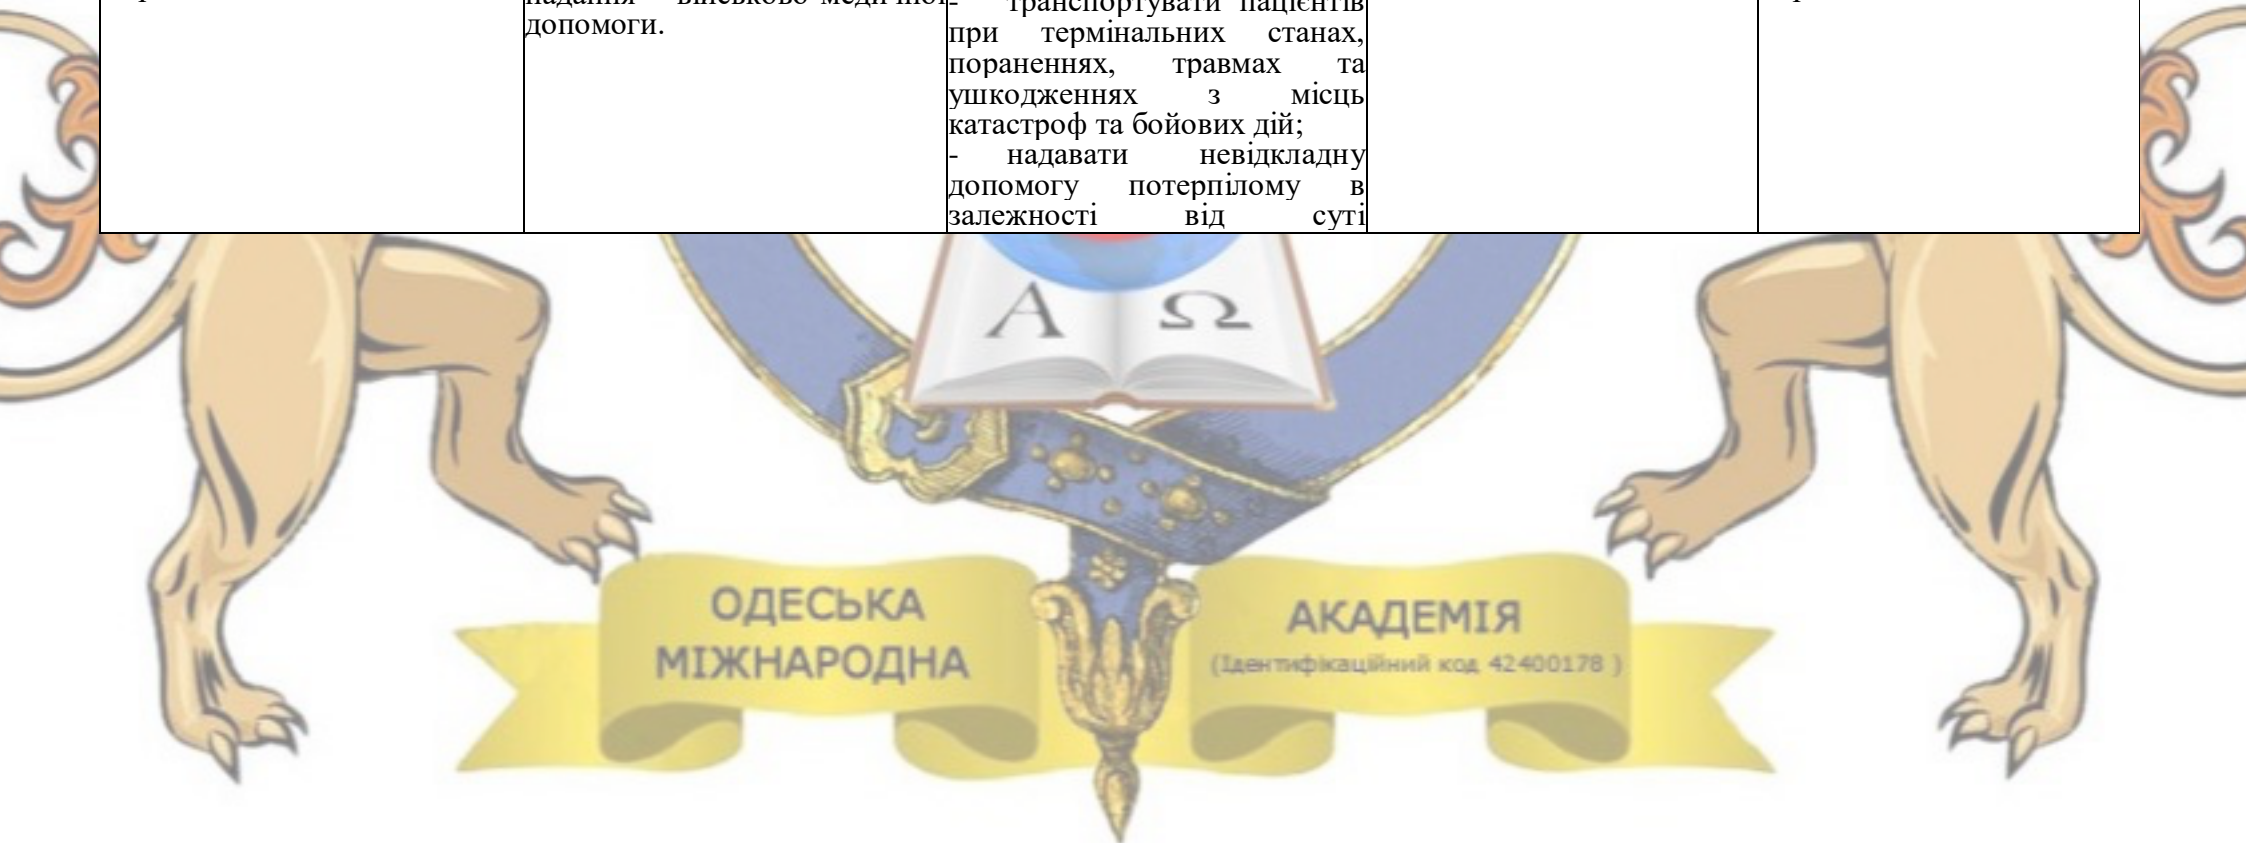 надання військово-медичної
допомоги.
- транспортувати пацієнтів
при термінальних станах,
пораненнях, травмах та
ушкодженнях з місць
катастроф та бойових дій;
- надавати невідкладну
допомогу потерпілому в
залежності від суті
Α Ω
ОДЕСЬКА
МІЖНАРОДНА
АКАДЕМІЯ
(Ідентифікаційний код 42400178 )